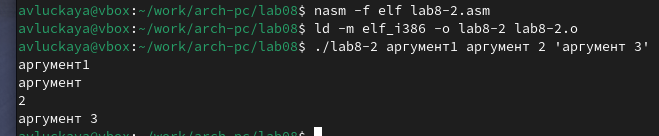 avluckaya@vbox:~/work/arch-pc/lab08$ nasm -f elf lab8-2.asm
avluckaya@vbox:~/work/arch-pc/lab08$ ld -m elf_i386 -o lab8-2 lab8-2.o
avluckaya@vbox:~/work/arch-pc/lab08$ ./lab8-2 аргумент1 аргумент 2 'аргумент 3'
аргумент1
аргумент
2
аргумент 3
avluckaya@vbox:~/work/arch-pc/lab08$